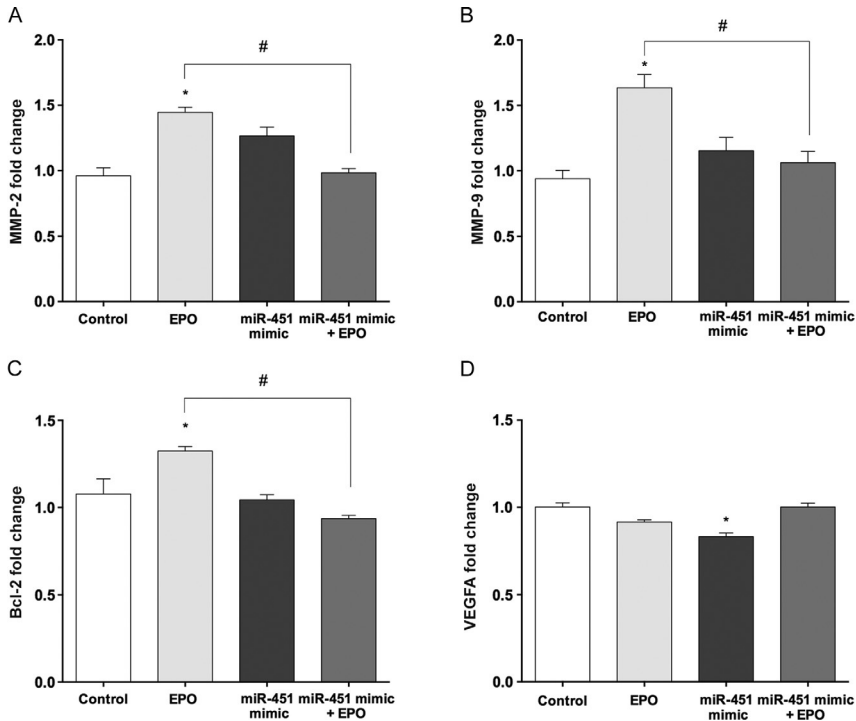 A
#
2.0
*
1.5
1.0
0.5
0.0
MMP-2 fold change
Control
EPO
miR-451
mimic
miR-451 mimic
+ EPO
B
#
2.0
*
1.5
1.0
0.5
0.0
MMP-9 fold change
Control
EPO
miR-451
mimic
miR-451 mimic
+ EPO
C
#
1.5
*
1.0
0.5
0.0
Bcl-2 fold change
Control
EPO
miR-451
mimic
miR-451 mimic
+ EPO
D
1.5
1.0
*
0.5
0.0
VEGFA fold change
Control
EPO
miR-451
mimic
miR-451 mimic
+ EPO